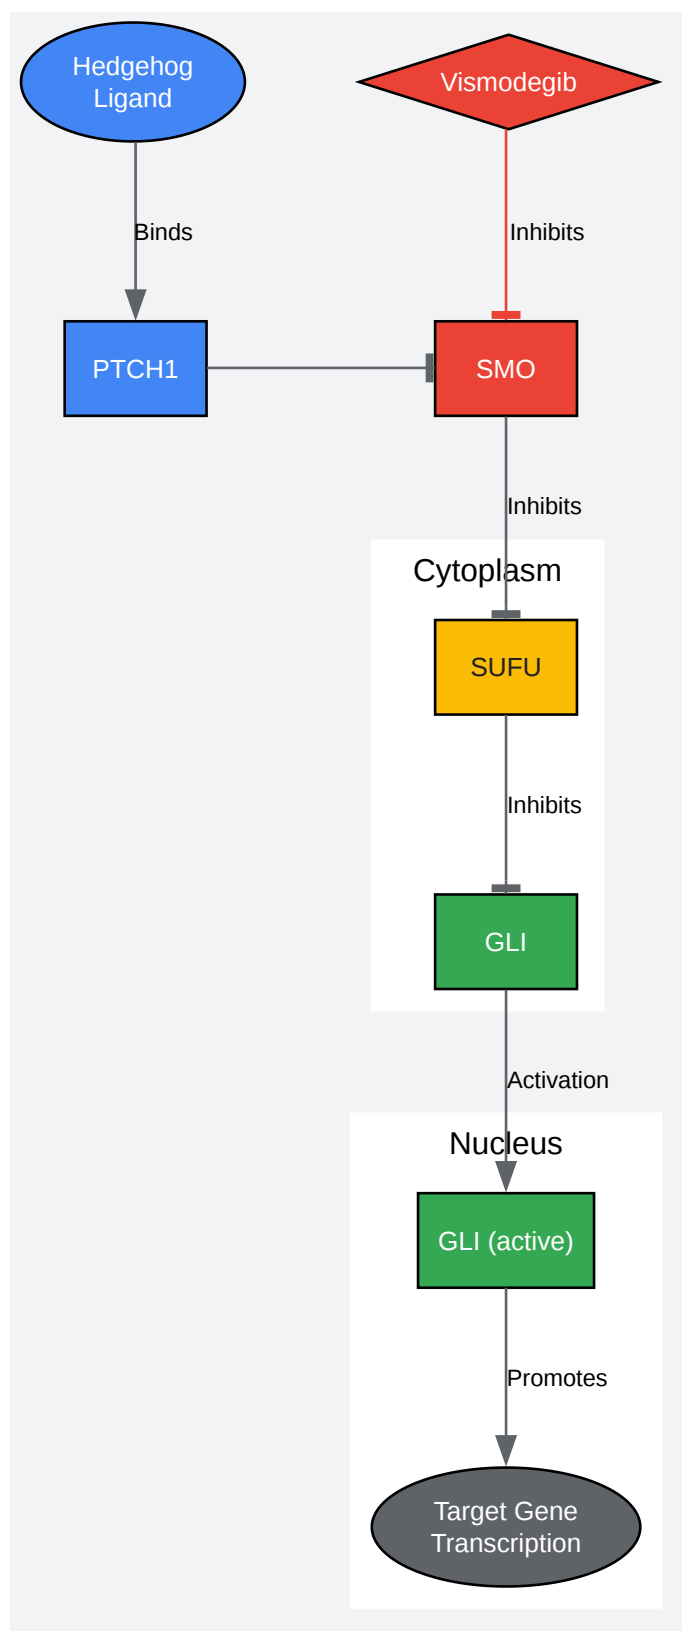 Hedgehog
Ligand
Vismodegib
Binds
Inhibits
PTCH1
SMO
Inhibits
Cytoplasm
SUFU
Inhibits
GLI
Activation
Nucleus
GLI (active)
Promotes
Target Gene
Transcription